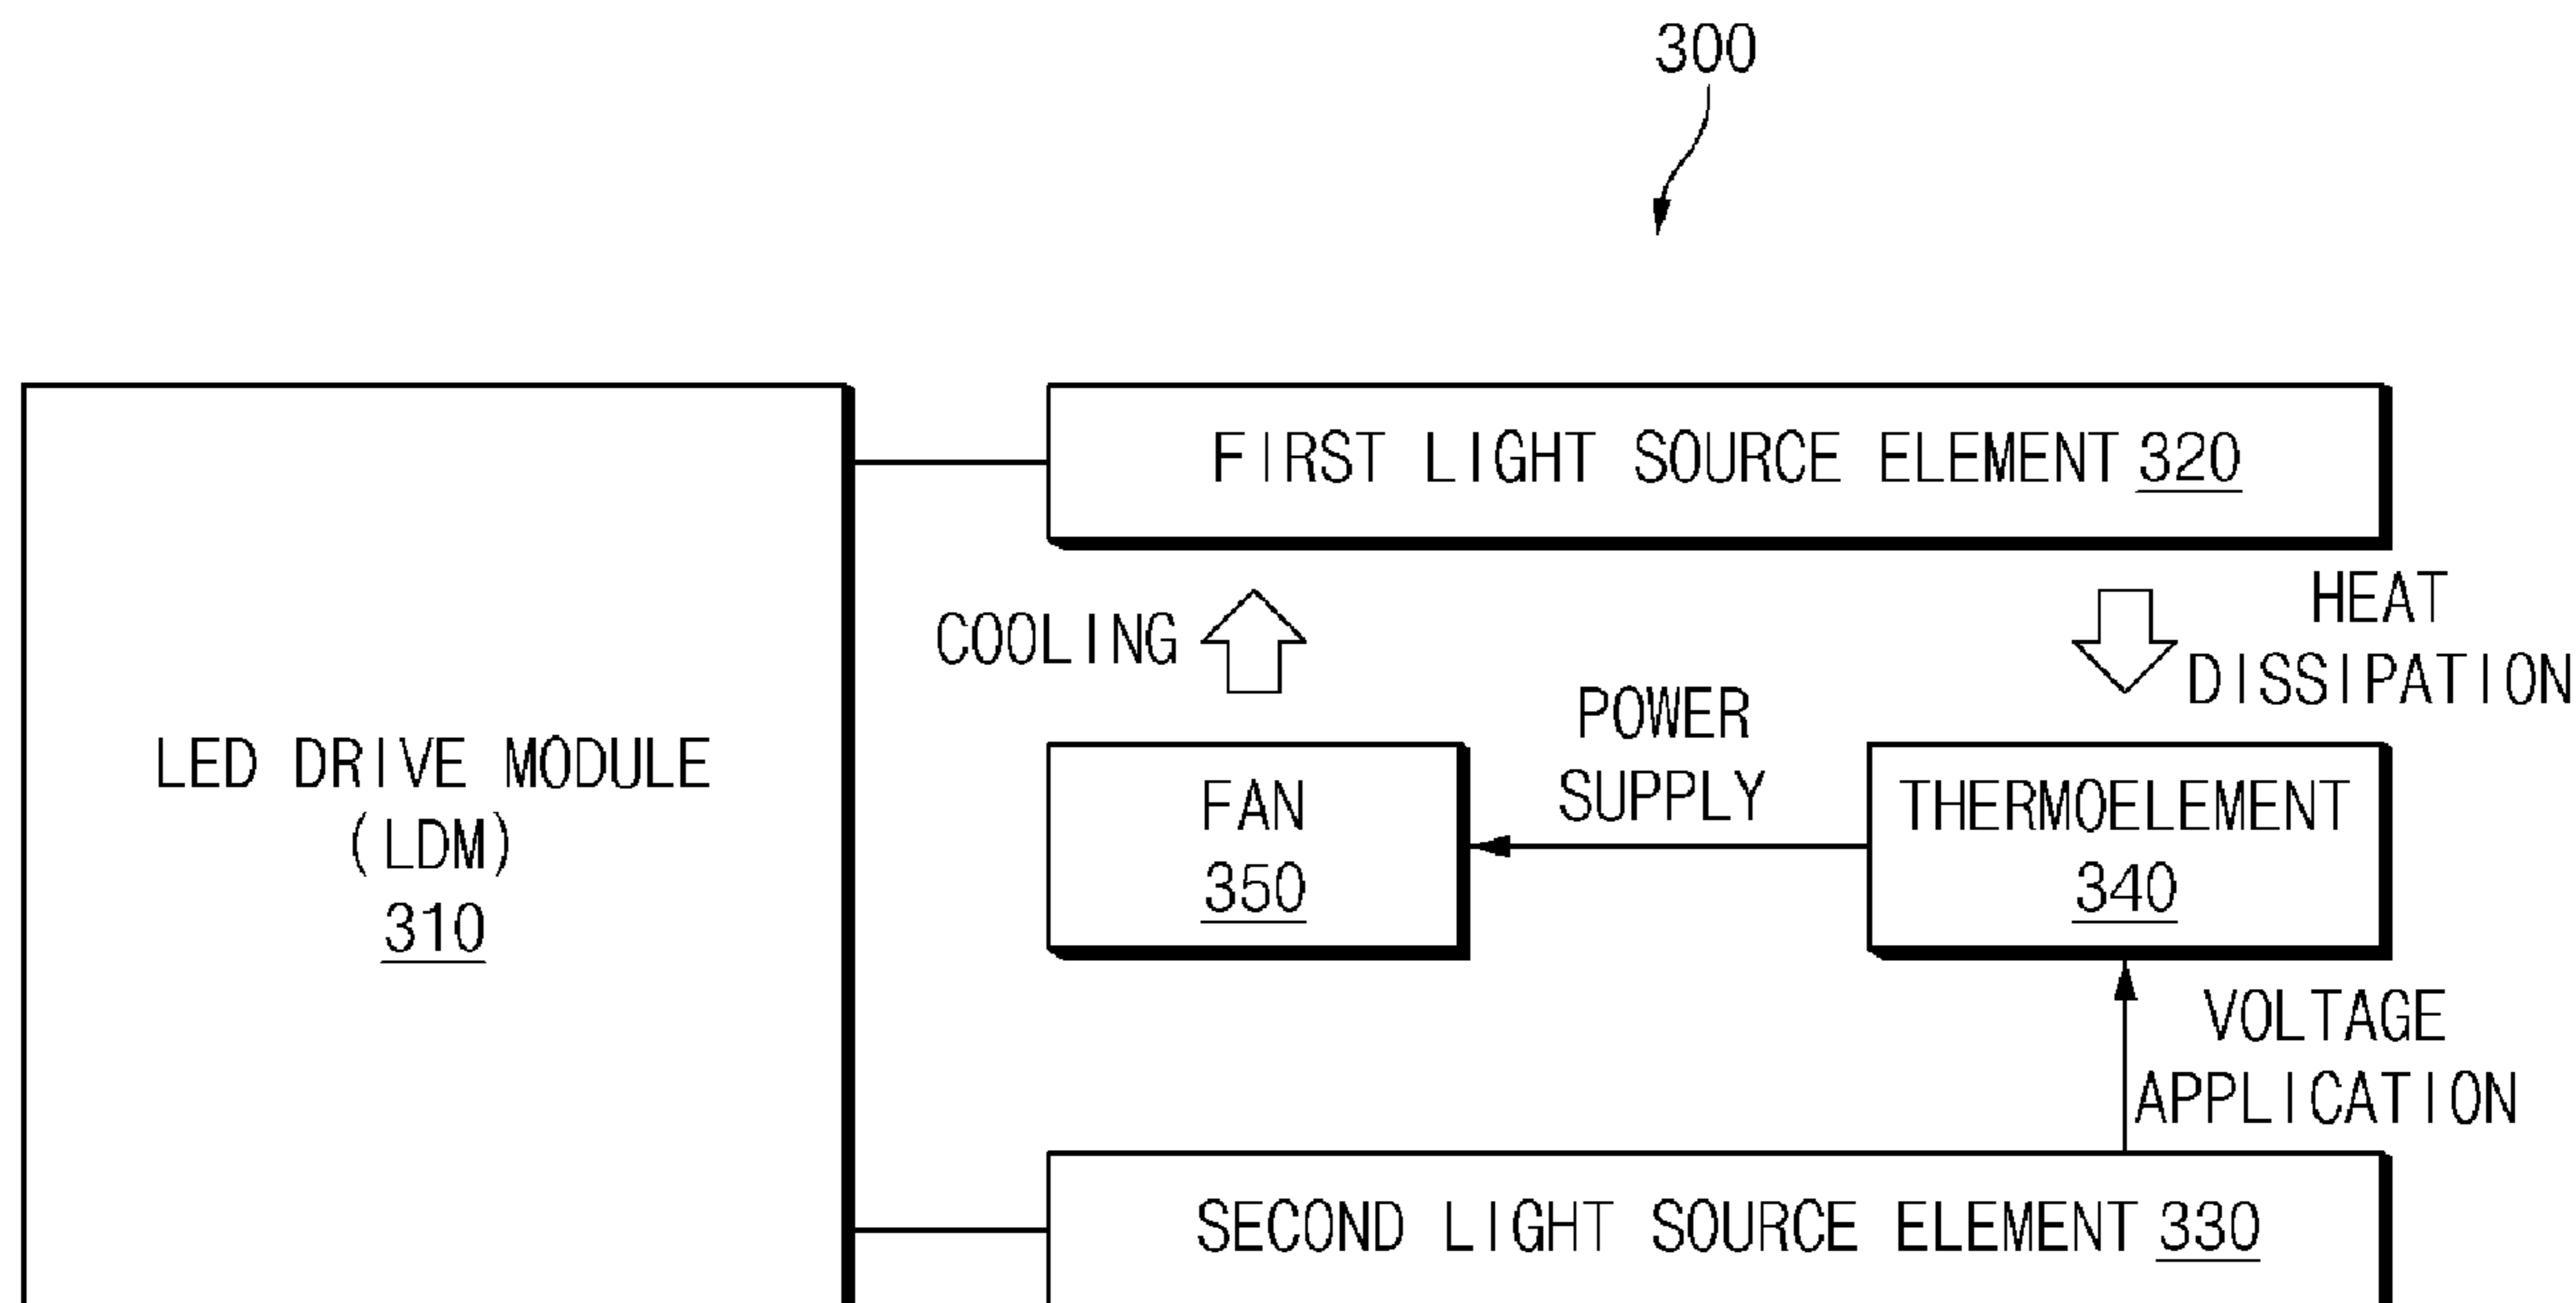 300
FIRST LIGHT SOURCE ELEMENT 320
HEAT
DISSIPATION
COOLING
POWER
SUPPLY
LED DRIVE MODULE
(LDM)
310
FAN
350
THERMOELEMENT
340
VOLTAGE
APPLICATION
SECOND LIGHT SOURCE ELEMENT 330